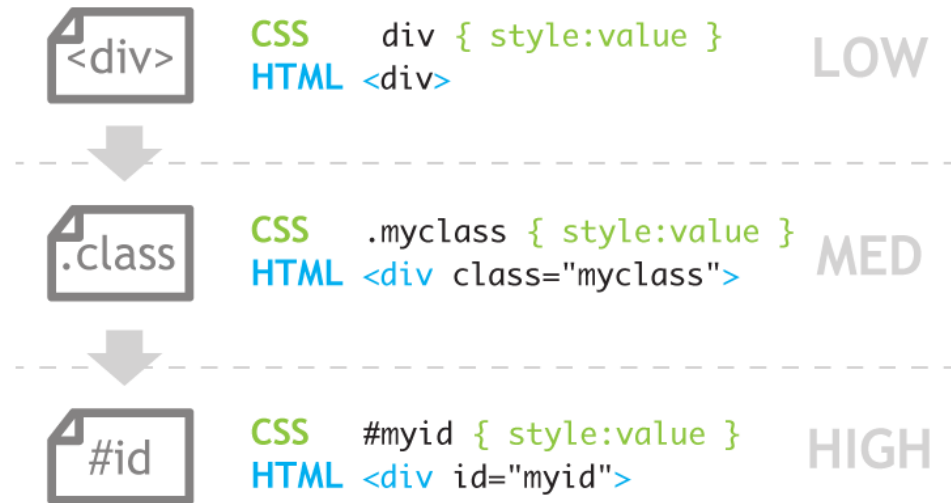 <div>
CSS div { style:value }
HTML <div>
LOW
.class
CSS .myclass { style:value }
HTML <div class="myclass">
MED
#id
CSS #myid { style:value }
HTML <div id="myid">
HIGH